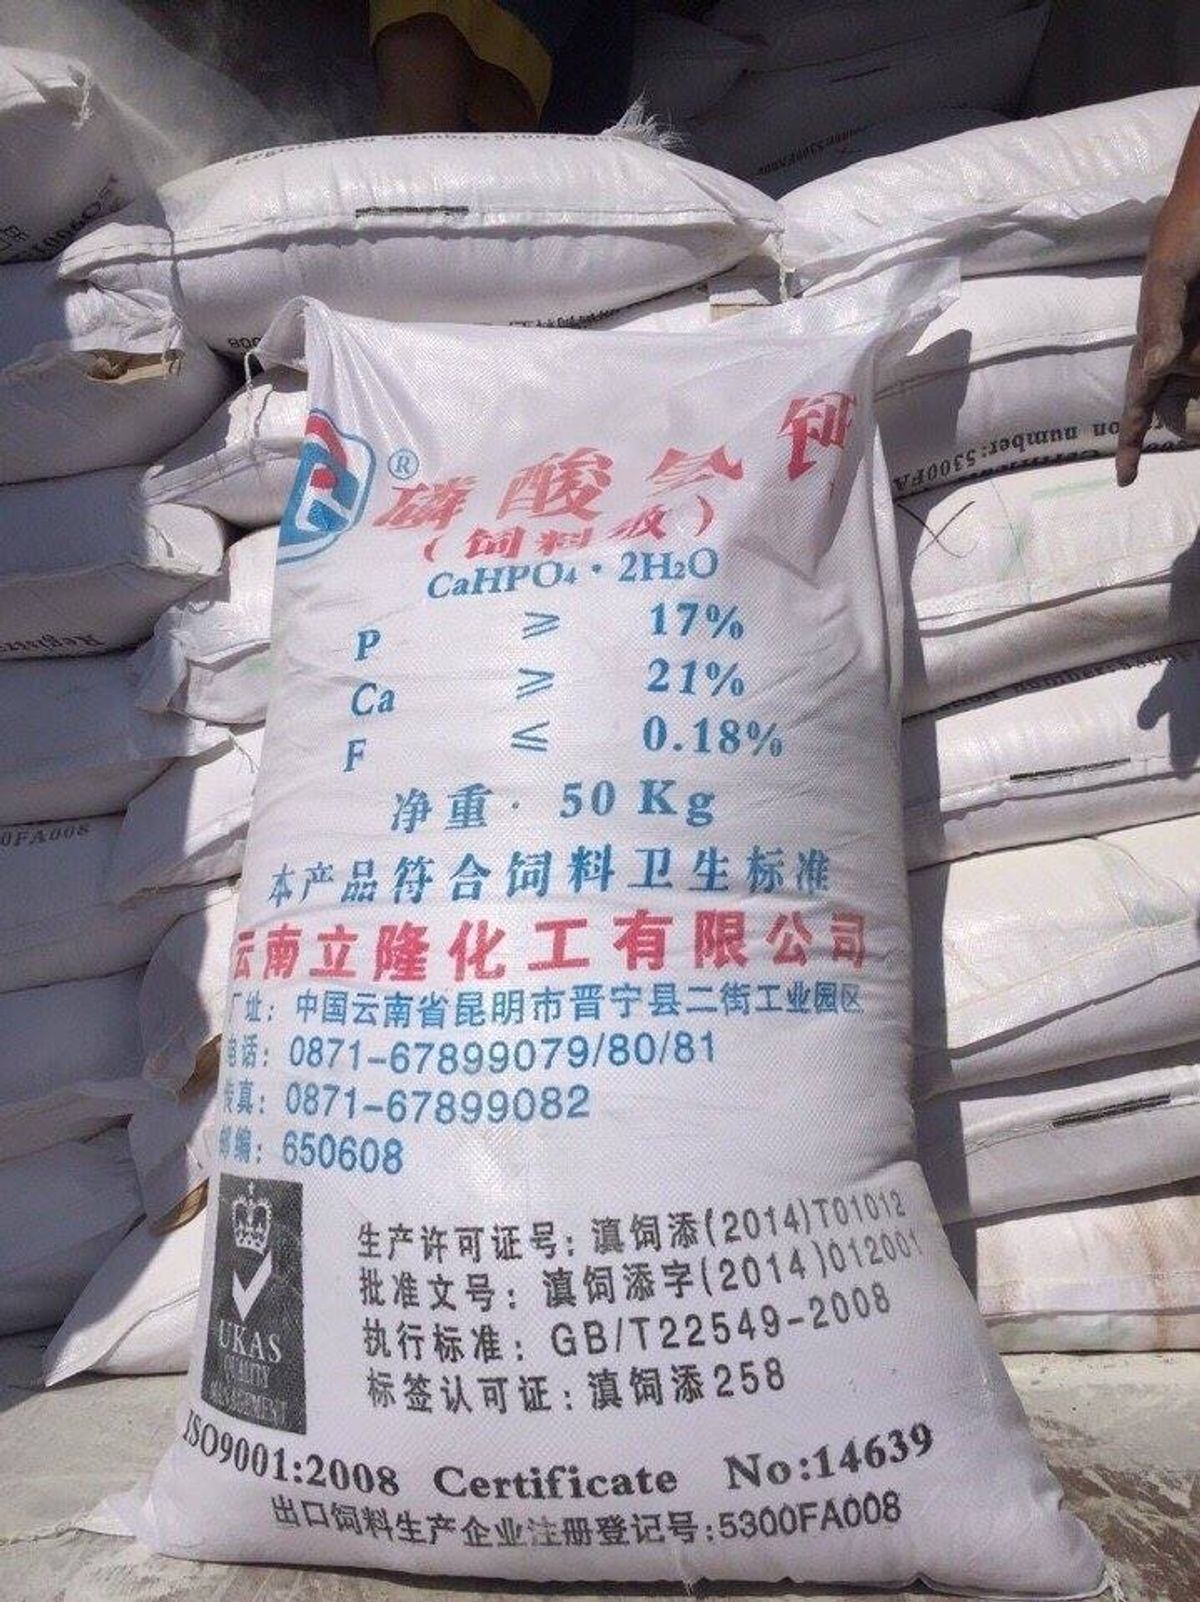 ®
磷酸氢钙
(饲料级)
CaHPO₄·2H₂O
P ≥ 17%
Ca ≥ 21%
F ≤ 0.18%
净重· 50 Kg
本产品符合饲料卫生标准
云南立隆化工有限公司
厂址:中国云南省昆明市晋宁县二街工业园区
电话:0871-67899079/80/81
传真:0871-67899082
邮编:650608
UKAS
QUALITY
MANAGEMENT
生产许可证号:滇饲添(2014)T01012
批准文号:滇饲添字(2014)012001
执行标准:GB/T22549-2008
标签认可证:滇饲添258
ISO9001:2008 Certificate No:14639
出口饲料生产企业注册登记号:5300FA008
on number:5300FA